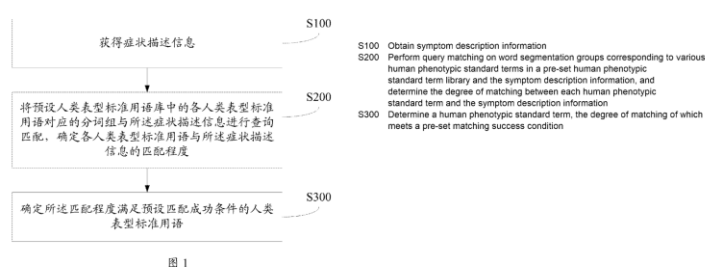 S100
获得症状描述信息
S200
将预设人类表型标准用语库中的各人类表型标准
用语对应的分词组与所述症状描述信息进行查询
匹配，确定各人类表型标准用语与所述症状描述
信息的匹配程度
S300
确定所述匹配程度满足预设匹配成功条件的人类
表型标准用语
图 1
S100 Obtain symptom description information
S200 Perform query matching on word segmentation groups corresponding to various
human phenotypic standard terms in a pre-set human phenotypic
standard term library and the symptom description information, and
determine the degree of matching between each human phenotypic
standard term and the symptom description information
S300 Determine a human phenotypic standard term, the degree of matching of which
meets a pre-set matching success condition